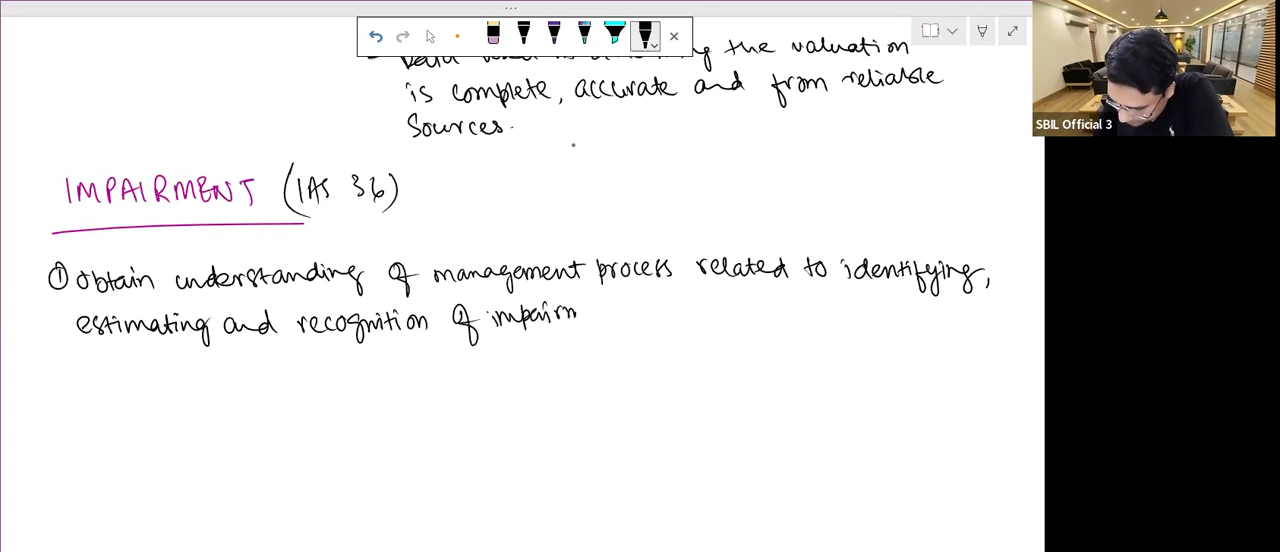 the valuation
is complete, accurate and from reliable
Sources.
SBIL Official 3
IMPAIRMENT (IAS 36)
① Obtain understanding of management process related to identifying,
estimating and recognition of impairm